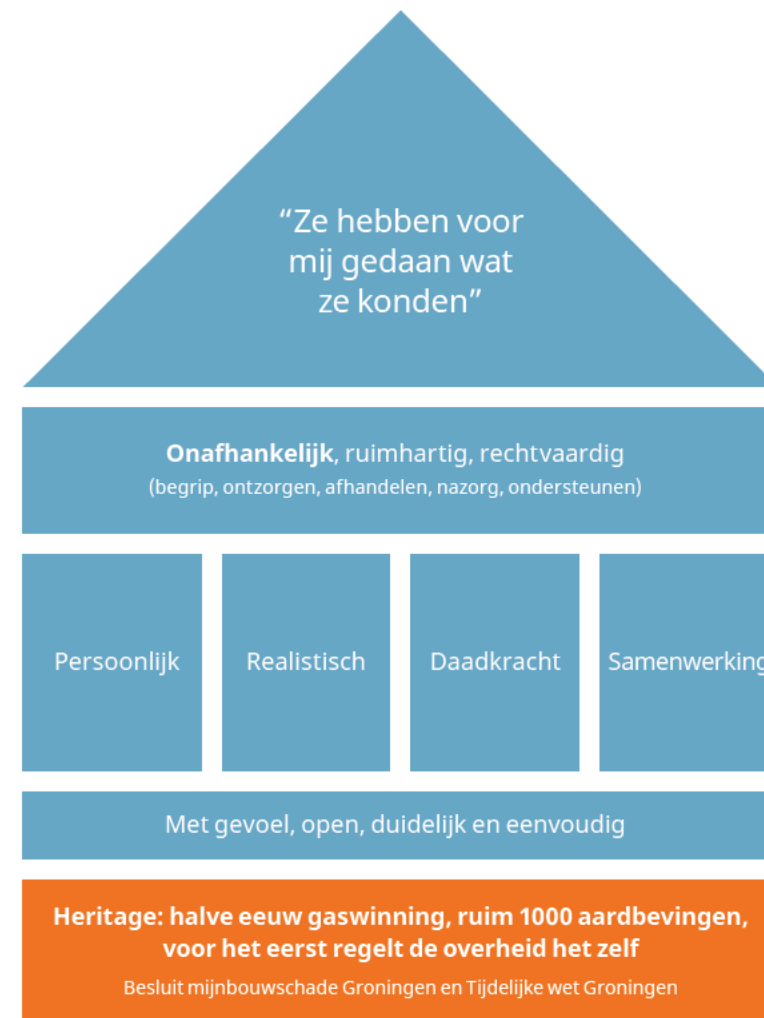 “Ze hebben voor
mij gedaan wat
ze konden”
Onafhankelijk, ruimhartig, rechtvaardig
(begrip, ontzorgen, afhandelen, nazorg, ondersteunen)
Persoonlijk
Realistisch
Daadkracht
Samenwerking
Met gevoel, open, duidelijk en eenvoudig
Heritage: halve eeuw gaswinning, ruim 1000 aardbevingen,
voor het eerst regelt de overheid het zelf
Besluit mijnbouwschade Groningen en Tijdelijke wet Groningen